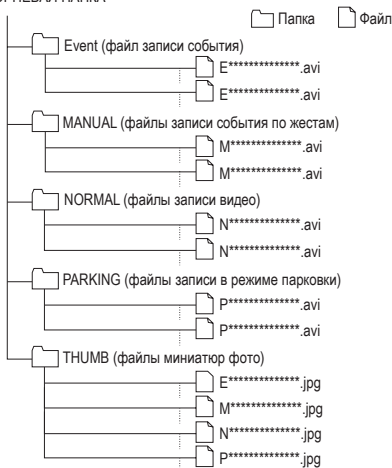 Папка Файл
Event (файл записи события)
E**************.avi
E**************.avi
MANUAL (файлы записи события по жестам)
M**************.avi
M**************.avi
NORMAL (файлы записи видео)
N**************.avi
N**************.avi
PARKING (файлы записи в режиме парковки)
P**************.avi
P**************.avi
THUMB (файлы миниатюр фото)
E**************.jpg
M**************.jpg
N**************.jpg
P**************.jpg